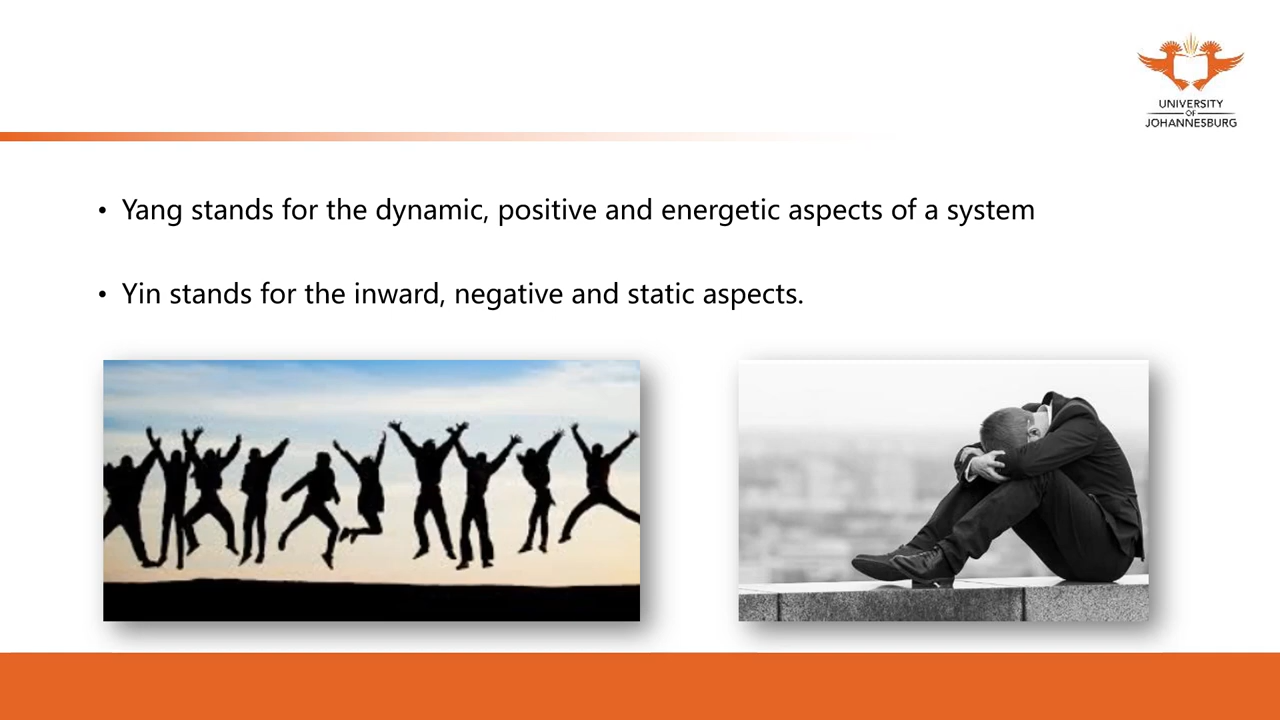 UNIVERSITY
OF
JOHANNESBURG
• Yang stands for the dynamic, positive and energetic aspects of a system
• Yin stands for the inward, negative and static aspects.